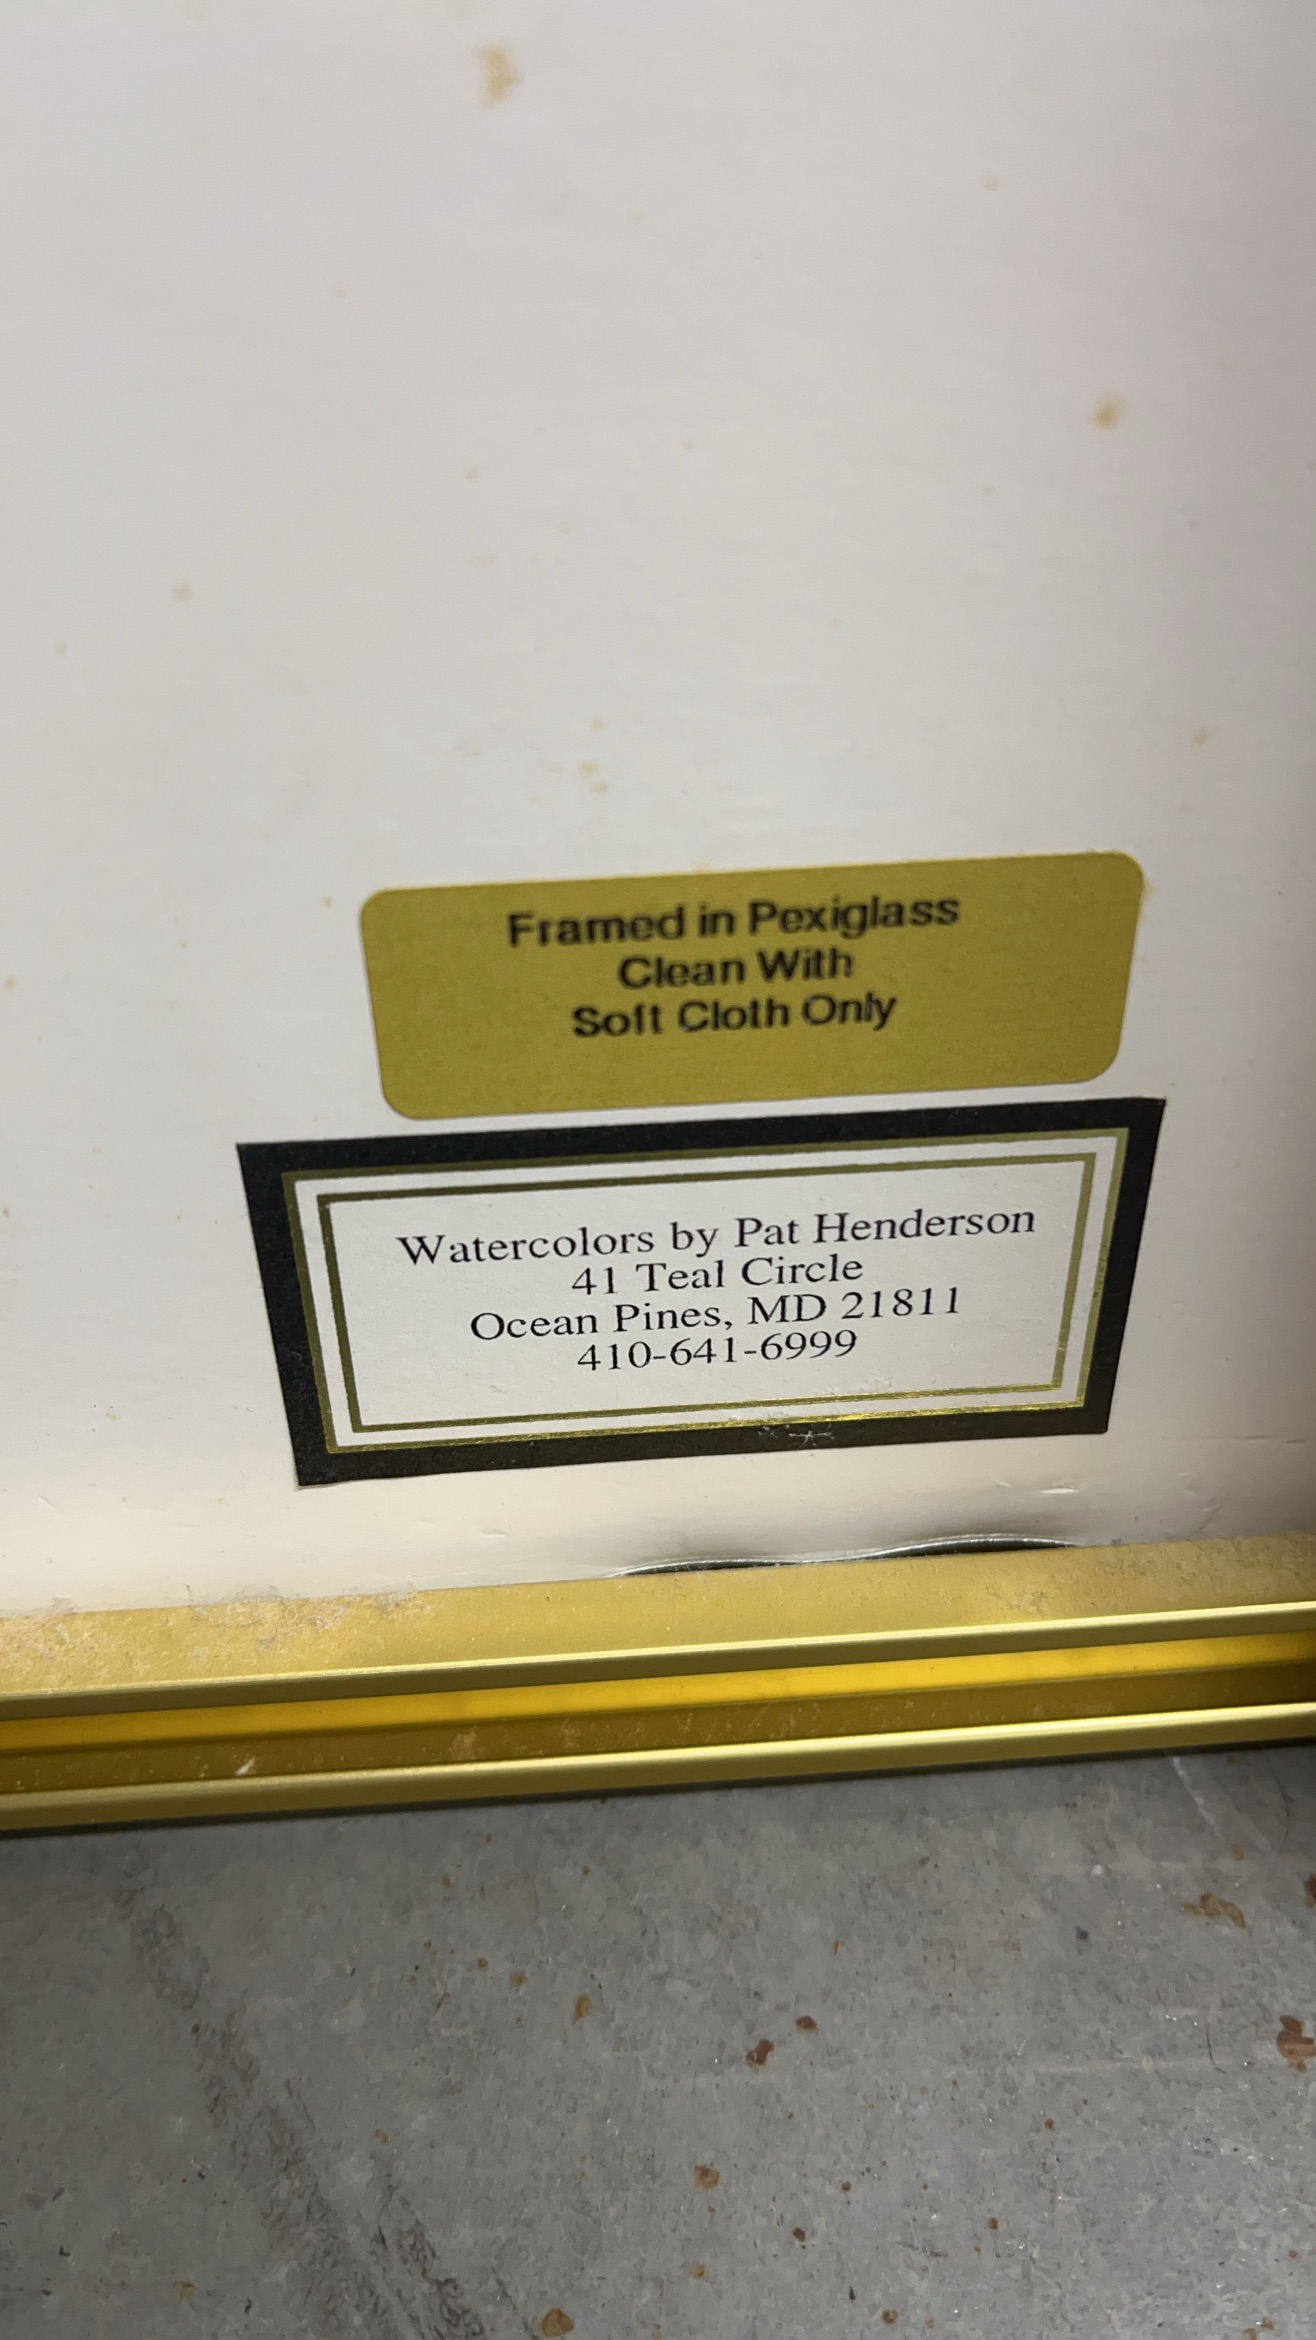 Framed in Pexiglass
Clean With
Soft Cloth Only
Watercolors by Pat Henderson
41 Teal Circle
Ocean Pines, MD 21811
410-641-6999